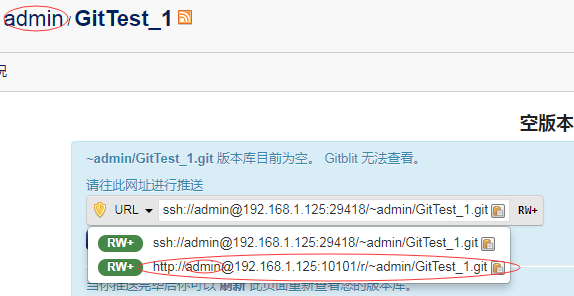 admin / GitTest_1
况
空版本
~admin/GitTest_1.git 版本库目前为空。 Gitblit 无法查看。
请往此网址进行推送
URL ssh://admin@192.168.1.125:29418/~admin/GitTest_1.git RW+
RW+ ssh://admin@192.168.1.125:29418/~admin/GitTest_1.git
RW+ http://admin@192.168.1.125:10101/r/~admin/GitTest_1.git
当你推送完毕后你可以 刷新 此页面重新查看您的版本库。